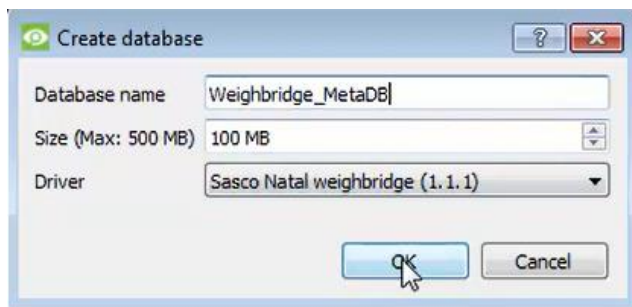 Create database
Database name Weighbridge_MetaDB
Size (Max: 500 MB) 100 MB
Driver Sasco Natal weighbridge (1.1.1)
OK Cancel